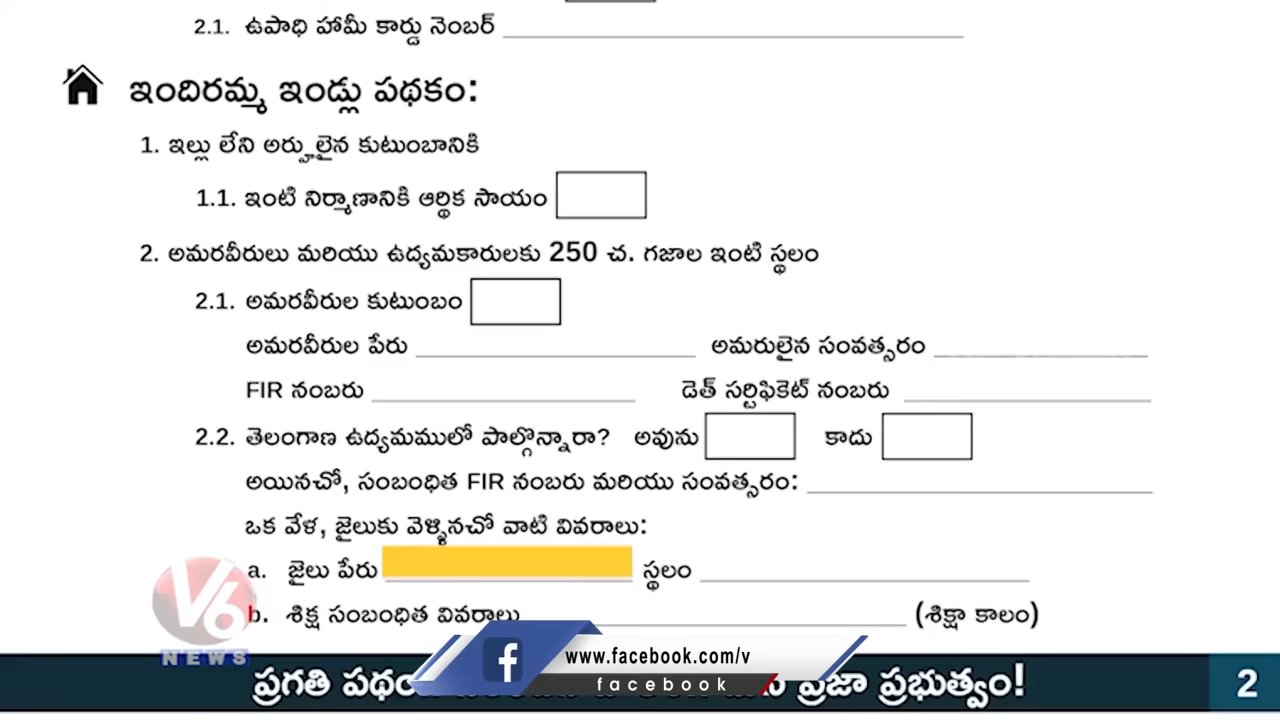 2.1. ఉపాధి హామీ కార్డు నెంబర్
ఇందిరమ్మ ఇండ్లు పథకం:
1. ఇల్లు లేని అర్హులైన కుటుంబానికి
1.1. ఇంటి నిర్మాణానికి ఆర్థిక సాయం
2. అమరవీరులు మరియు ఉద్యమకారులకు 250 చ. గజాల ఇంటి స్థలం
2.1. అమరవీరుల కుటుంబం
అమరవీరుల పేరు అమరులైన సంవత్సరం
FIR నంబరు డెత్ సర్టిఫికెట్ నంబరు
2.2. తెలంగాణ ఉద్యమములో పాల్గొన్నారా? అవును కాదు
అయినచో, సంబంధిత FIR నంబరు మరియు సంవత్సరం:
ఒక వేళ, జైలుకు వెళ్ళినచో వాటి వివరాలు:
a. జైలు పేరు స్థలం
b. శిక్ష సంబంధిత వివరాలు (శిక్షా కాలం)
V6
NEWS
f
www.facebook.com/v
facebook
ప్రగతి ప్రజా ప్రభుత్వం!
2